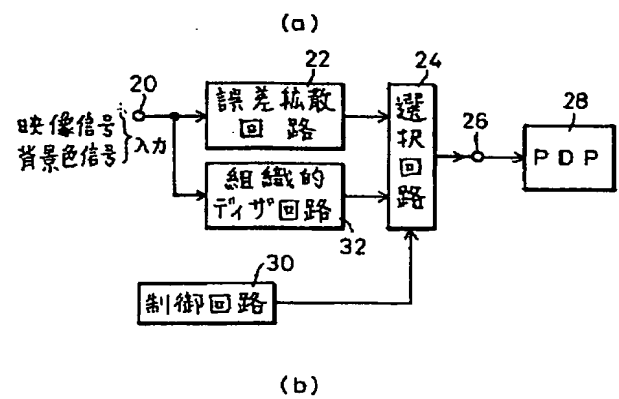 (a)
20
映像信号
背景色信号
入力
22
誤差拡散
回路
組織的
ディザ回路
32
24
選択回路
26
28
PDP
30
制御回路
(b)